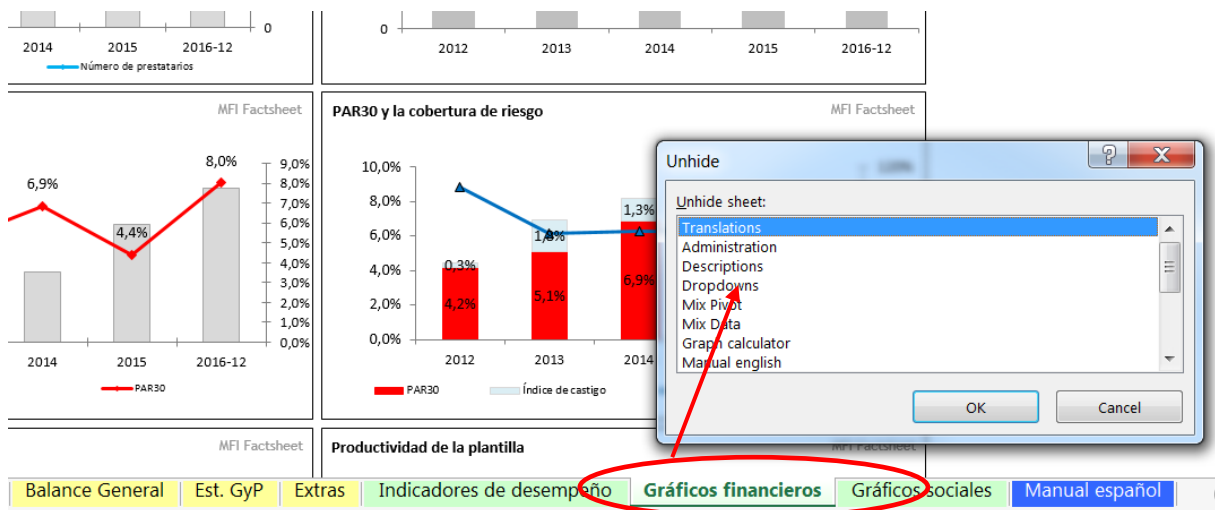 0
2014 2015 2016-12
Número de prestatarios
0
2012 2013 2014 2015 2016-12
MFI Factsheet
8,0%
6,9%
4,4%
9,0%
8,0%
7,0%
6,0%
5,0%
4,0%
3,0%
2,0%
1,0%
0,0%
2014 2015 2016-12
PAR30
PAR30 y la cobertura de riesgo
MFI Factsheet
10,0%
8,0%
6,0%
4,0%
2,0%
0,0%
1,3%
0,3%
4,2% 5,1% 6,9%
2012 2013 2014
PAR30 Índice de castigo
Unhide
Unhide sheet:
Translations
Administration
Descriptions
Dropdowns
Mix Pivot
Mix Data
Graph calculator
Manual english
OK Cancel
MFI Factsheet
Productividad de la plantilla
MFI Factsheet
Balance General Est. GyP Extras Indicadores de desempeño Gráficos financieros Gráficos sociales Manual español